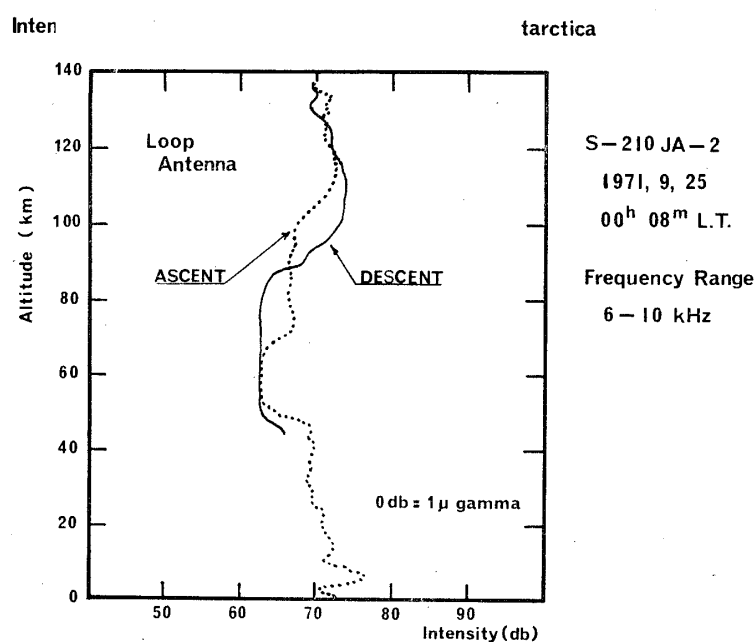 Inten tarctica
140
120
100
80
60
40
20
0
Altitude (km)
Loop
Antenna
ASCENT
DESCENT
0db = 1μ gamma
50 60 70 80 90
Intensity(db)
S-210 JA-2
1971, 9, 25
00h 08m L.T.
Frequency Range
6-10 kHz